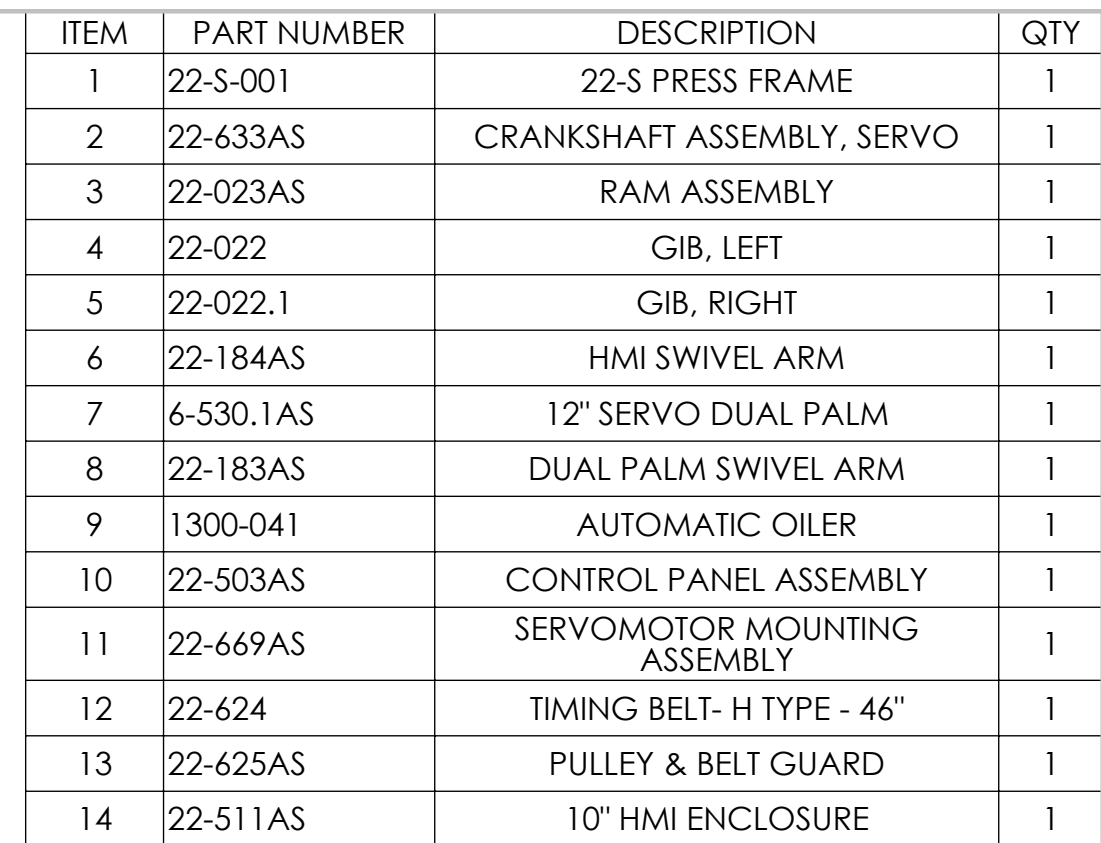 ITEM PART NUMBER DESCRIPTION QTY
1 22-S-001 22-S PRESS FRAME 1
2 22-633AS CRANKSHAFT ASSEMBLY, SERVO 1
3 22-023AS RAM ASSEMBLY 1
4 22-022 GIB, LEFT 1
5 22-022.1 GIB, RIGHT 1
6 22-184AS HMI SWIVEL ARM 1
7 6-530.1AS 12" SERVO DUAL PALM 1
8 22-183AS DUAL PALM SWIVEL ARM 1
9 1300-041 AUTOMATIC OILER 1
10 22-503AS CONTROL PANEL ASSEMBLY 1
11 22-669AS SERVOMOTOR MOUNTING
ASSEMBLY 1
12 22-624 TIMING BELT- H TYPE - 46" 1
13 22-625AS PULLEY & BELT GUARD 1
14 22-511AS 10" HMI ENCLOSURE 1